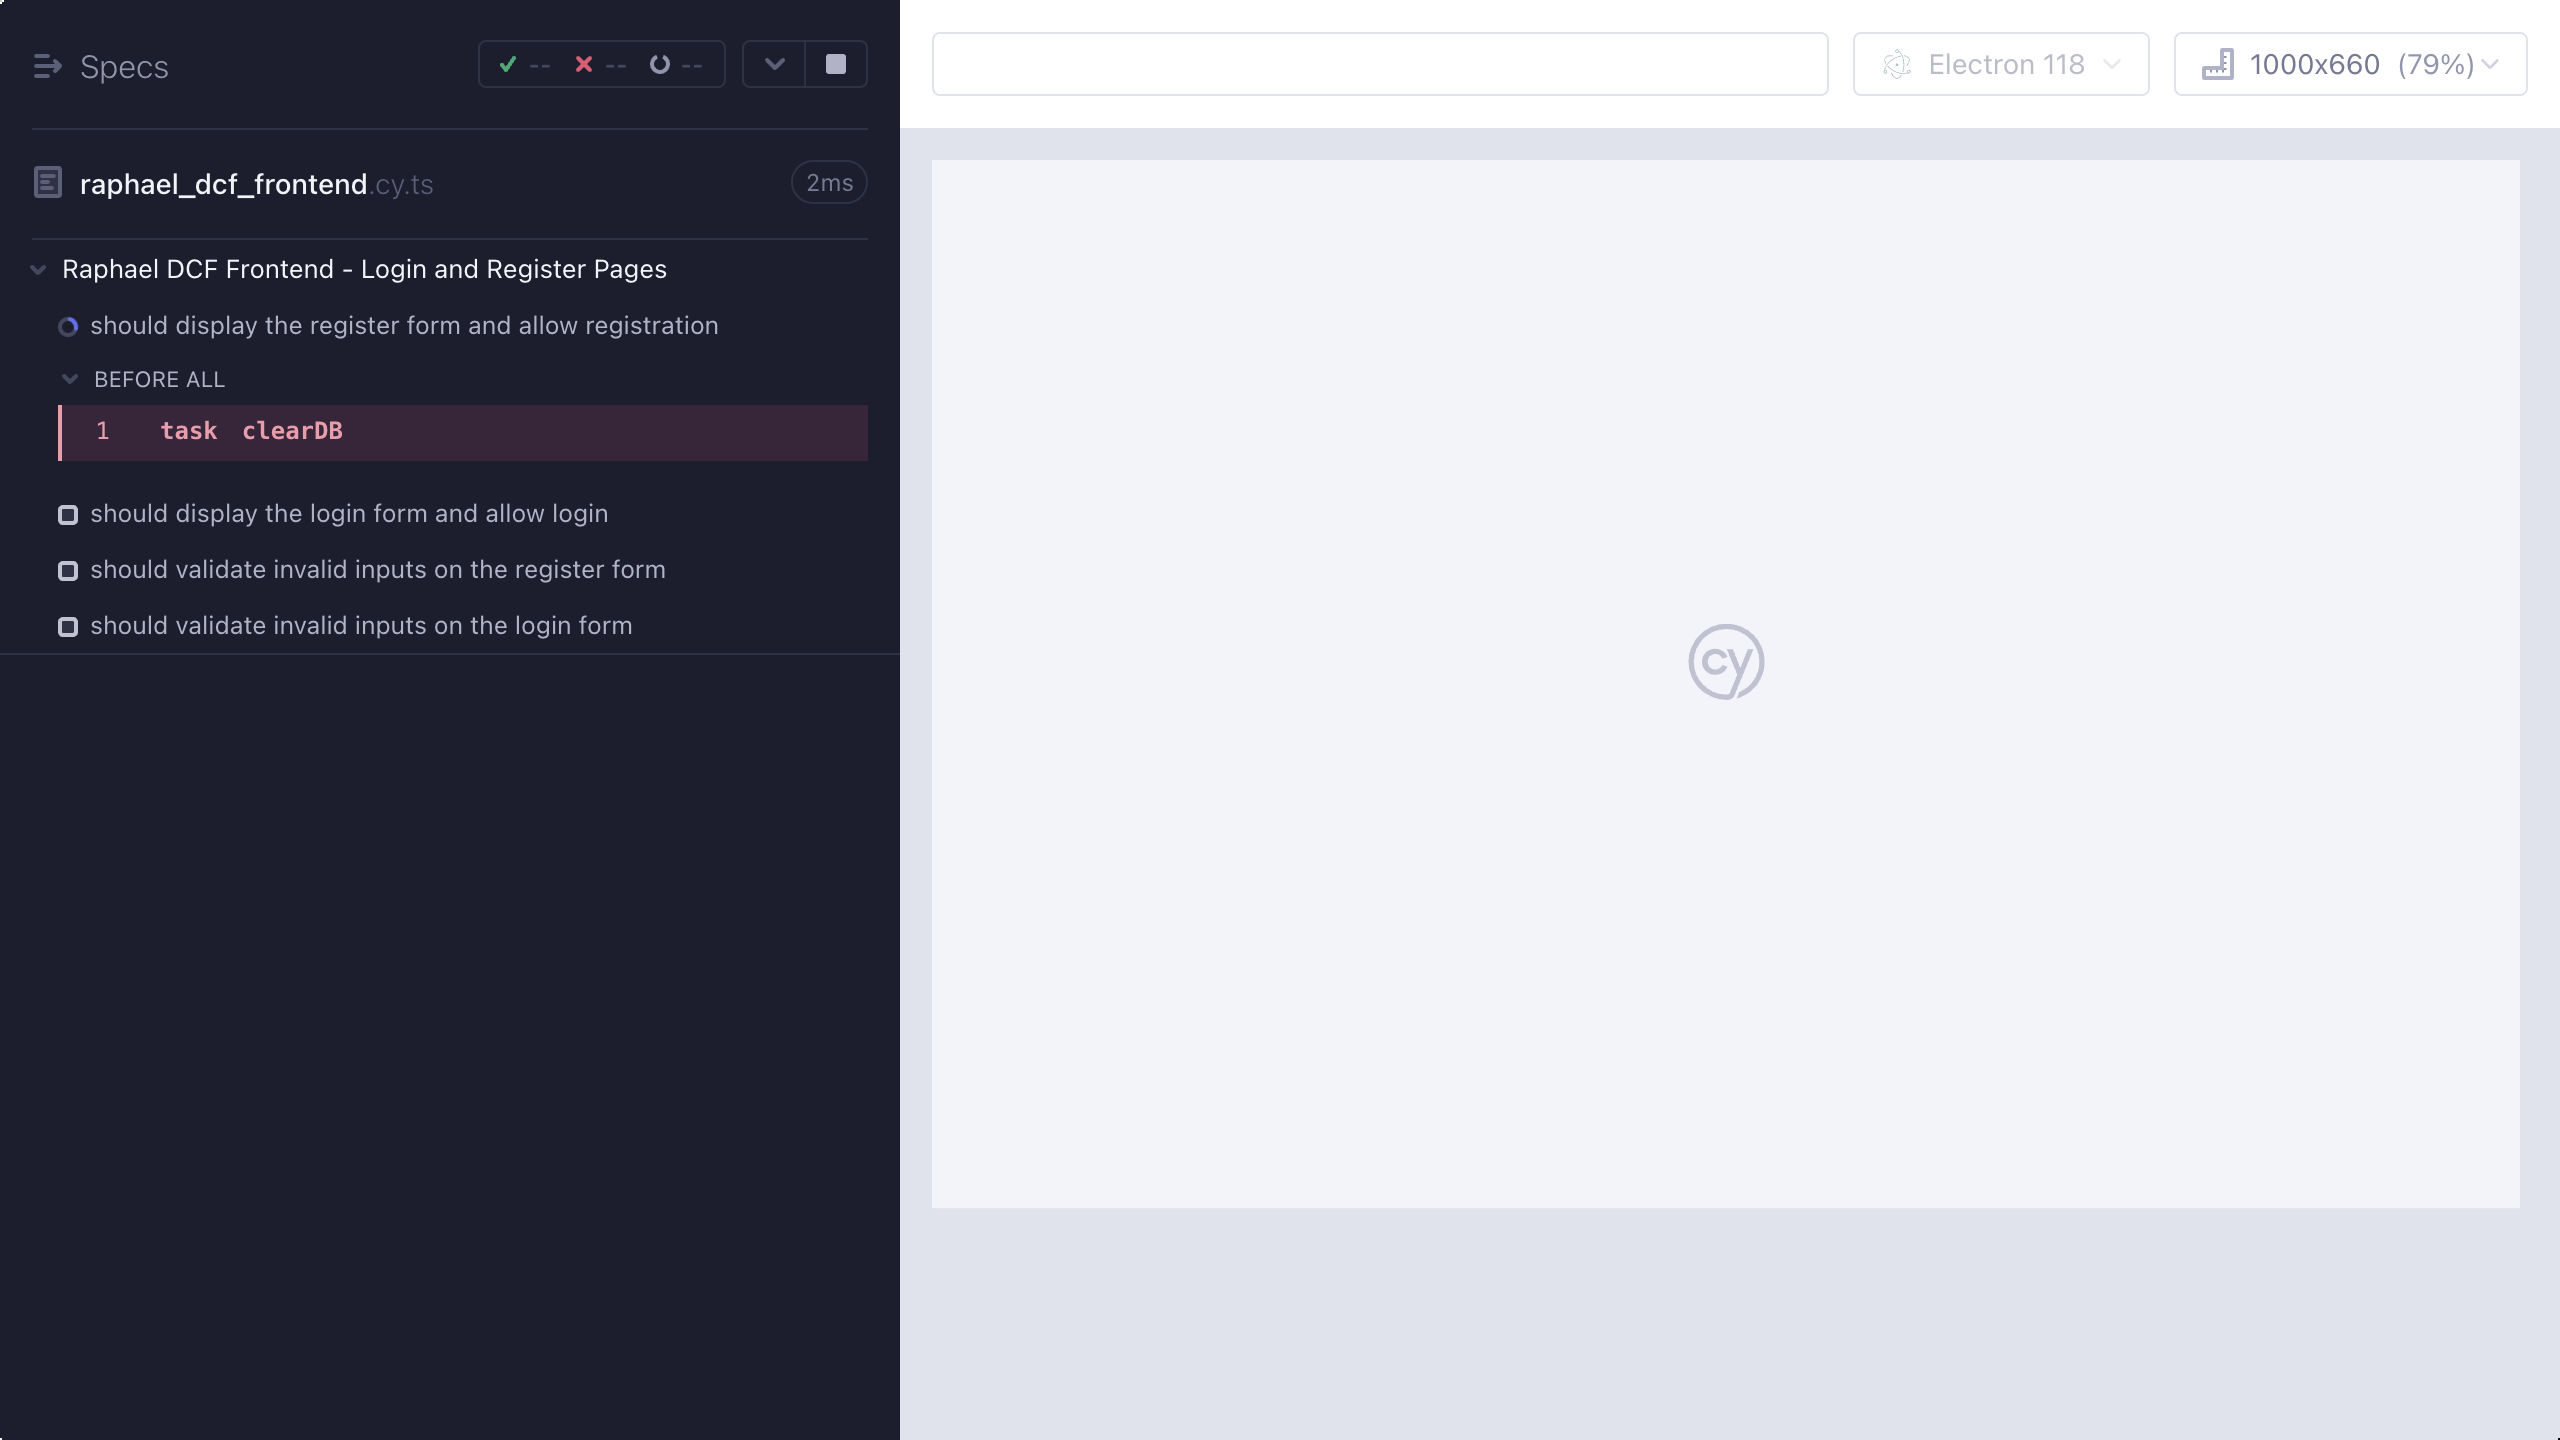 Specs
-- -- --
raphael_dcf_frontend.cy.ts
2ms
Raphael DCF Frontend - Login and Register Pages
should display the register form and allow registration
BEFORE ALL
1 task clearDB
should display the login form and allow login
should validate invalid inputs on the register form
should validate invalid inputs on the login form
Electron 118
1000x660 (79%)
cy